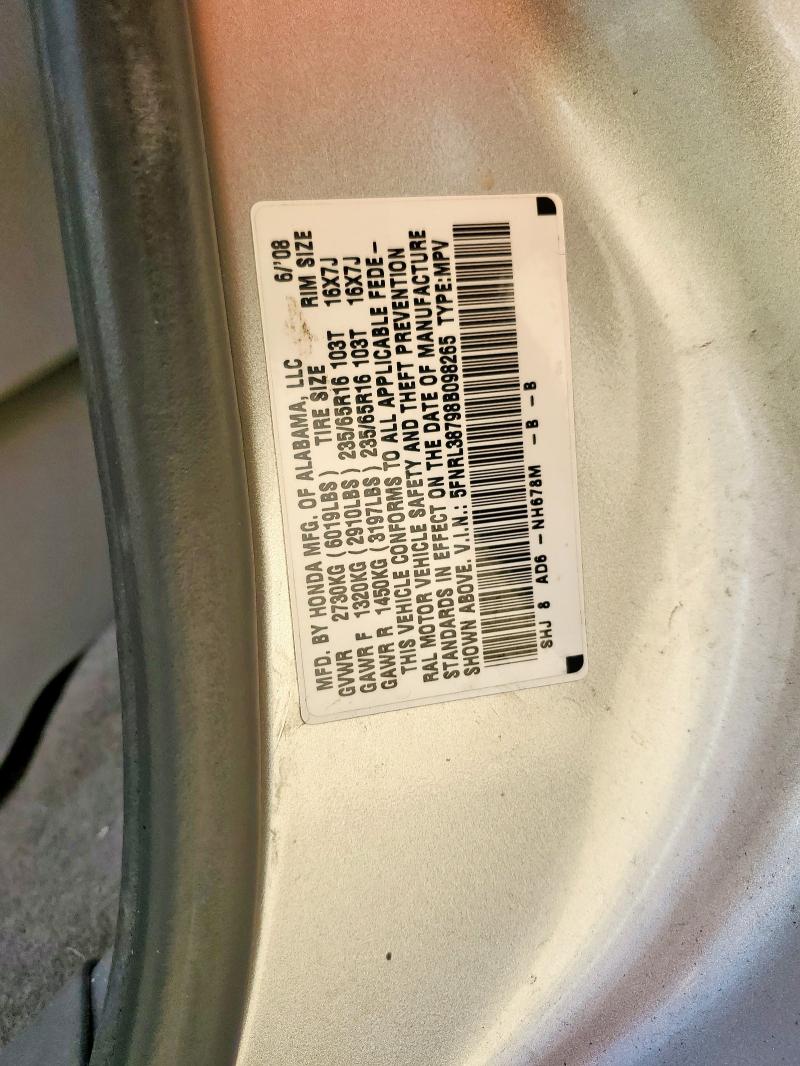 MFD. BY HONDA MFG. OF ALABAMA, LLC 6/'08
TIRE SIZE RIM SIZE
GVWR 2730KG (6019LBS)
GAWR F 1320KG (2910LBS) 235/65R16 103T 16X7J
GAWR R 1450KG (3197LBS) 235/65R16 103T 16X7J
THIS VEHICLE CONFORMS TO ALL APPLICABLE FEDE-
RAL MOTOR VEHICLE SAFETY AND THEFT PREVENTION
STANDARDS IN EFFECT ON THE DATE OF MANUFACTURE
SHOWN ABOVE. V.I.N.: 5FNRL38798B098265 TYPE:MPV
SHJ 8 AD6 -NH678M -B -B